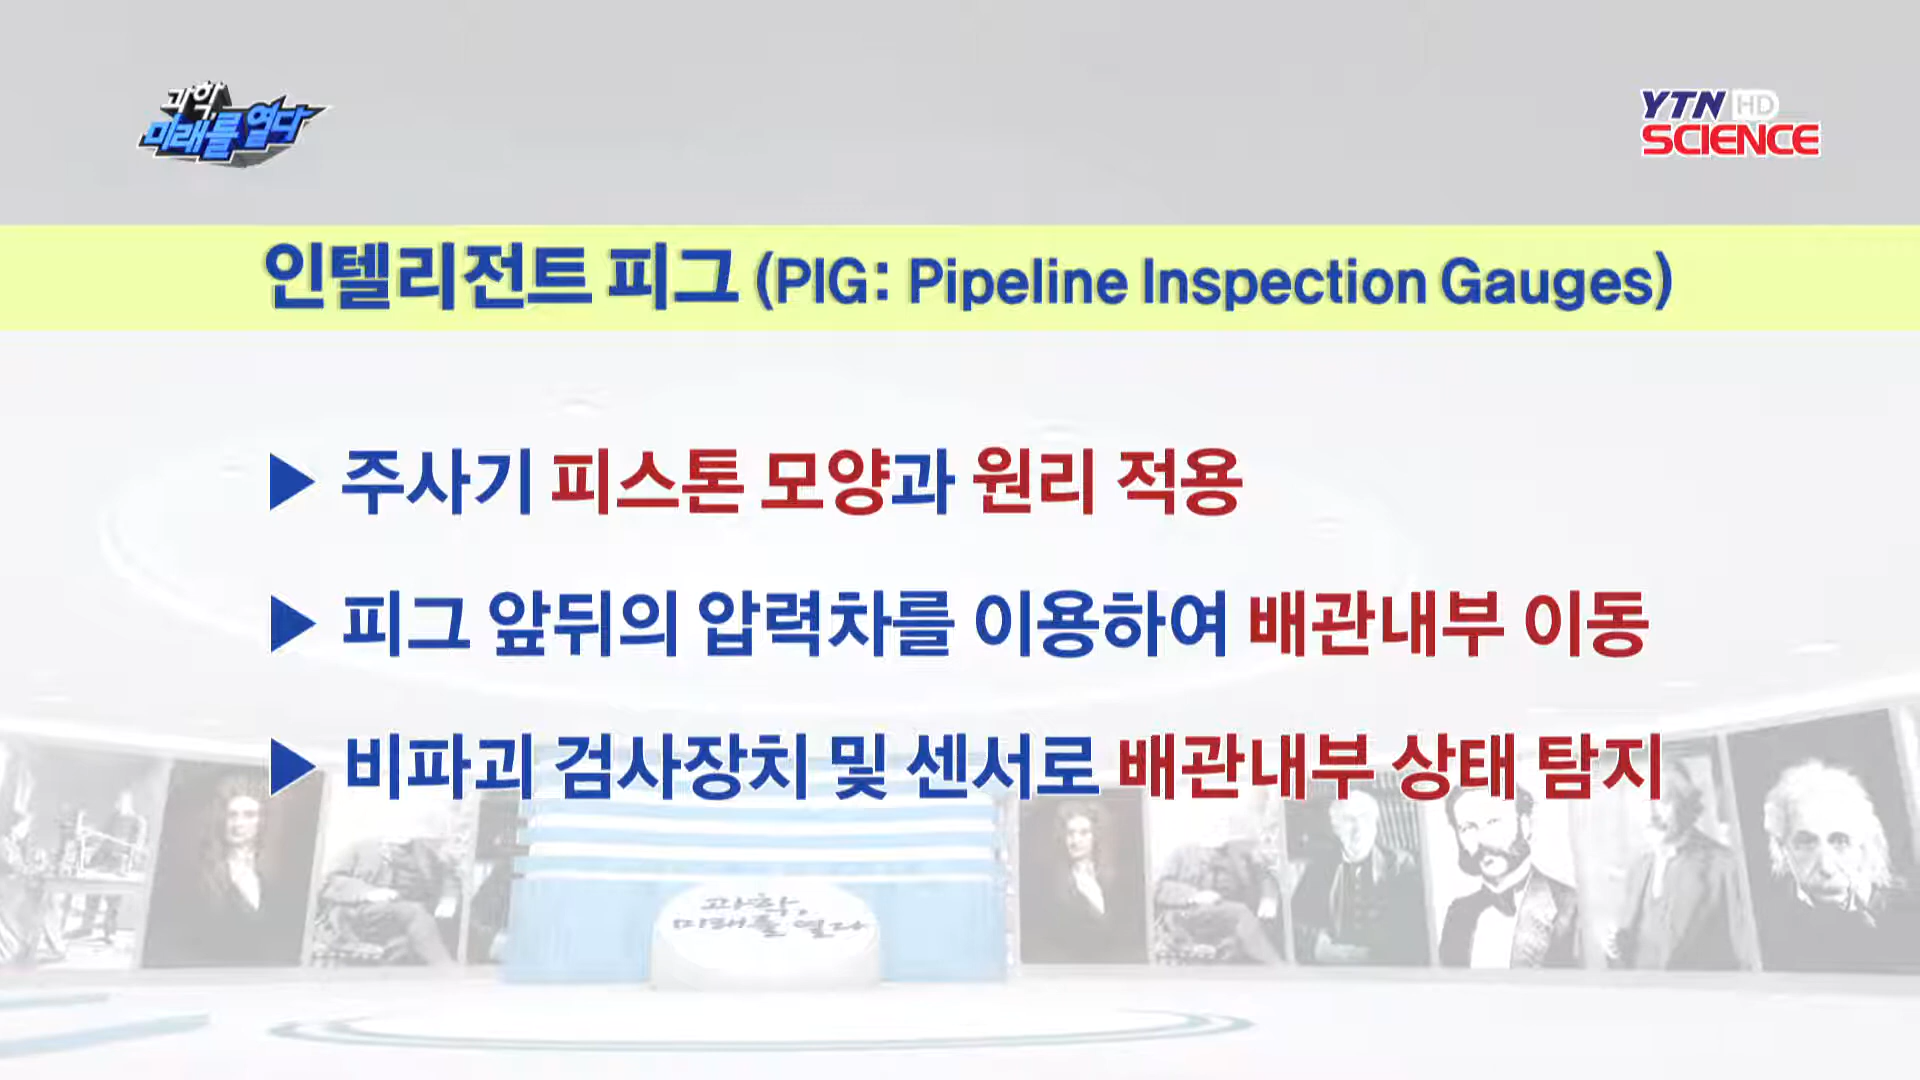 과학,
미래를 열다
YTN HD
SCIENCE
인텔리전트 피그 (PIG: Pipeline Inspection Gauges)
▶ 주사기 피스톤 모양과 원리 적용
▶ 피그 앞뒤의 압력차를 이용하여 배관내부 이동
▶ 비파괴 검사장치 및 센서로 배관내부 상태 탐지
과학,
미래를 열다